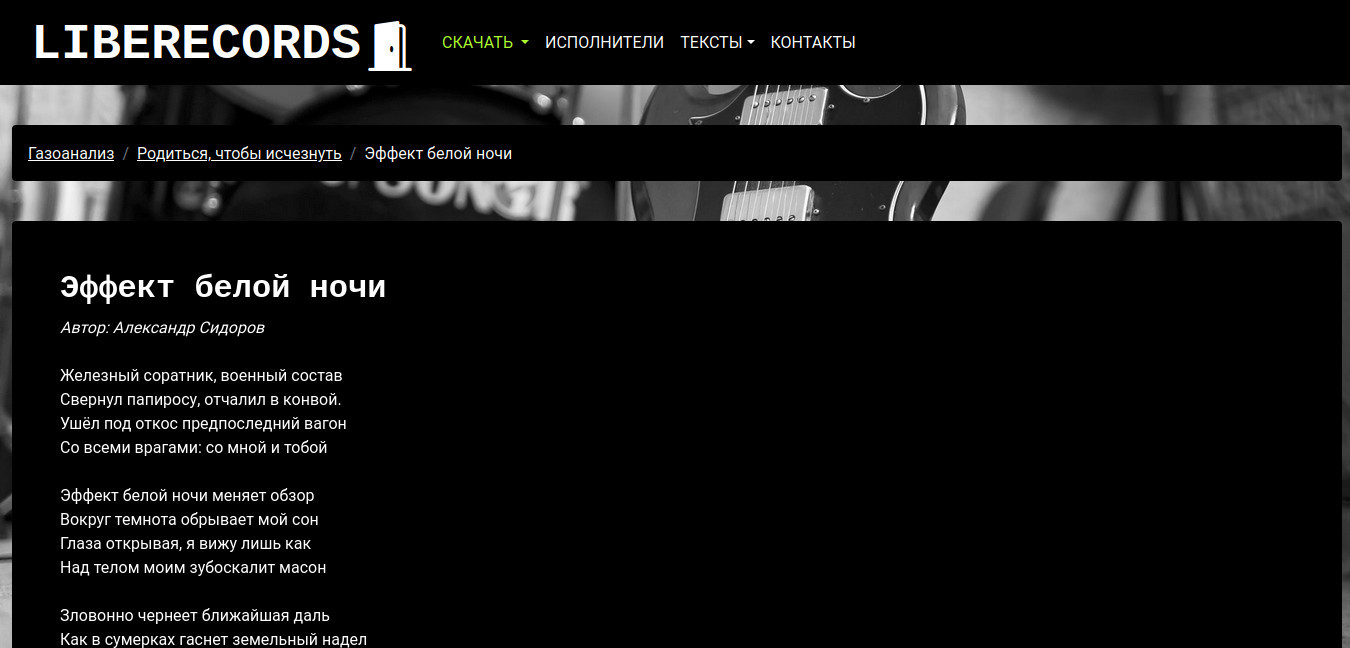 LIBERECORDS
СКАЧАТЬ ИСПОЛНИТЕЛИ ТЕКСТЫ КОНТАКТЫ
Газоанализ / Родиться, чтобы исчезнуть / Эффект белой ночи
Эффект белой ночи
Автор: Александр Сидоров
Железный соратник, военный состав
Свернул папиросу, отчалил в конвой.
Ушёл под откос предпоследний вагон
Со всеми врагами: со мной и тобой
Эффект белой ночи меняет обзор
Вокруг темнота обрывает мой сон
Глаза открывая, я вижу лишь как
Над телом моим зубоскалит масон
Зловонно чернеет ближайшая даль
Как в сумерках гаснет земельный надел